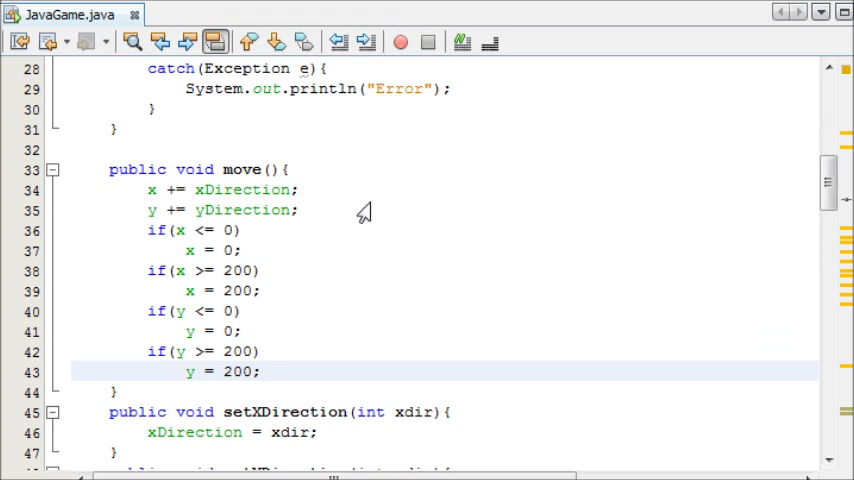 JavaGame.java
28 catch(Exception e){
29 System.out.println("Error");
30 }
31 }
32
33 public void move(){
34 x += xDirection;
35 y += yDirection;
36 if(x <= 0)
37 x = 0;
38 if(x >= 200)
39 x = 200;
40 if(y <= 0)
41 y = 0;
42 if(y >= 200)
43 y = 200;
44 }
45 public void setXDirection(int xdir){
46 xDirection = xdir;
47 }